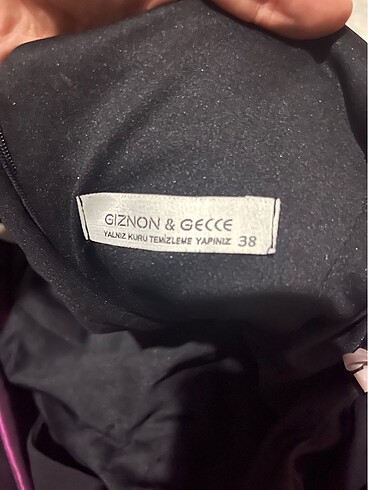 GIZNON & GECCE
YALNIZ KURU TEMİZLEME YAPINIZ 38